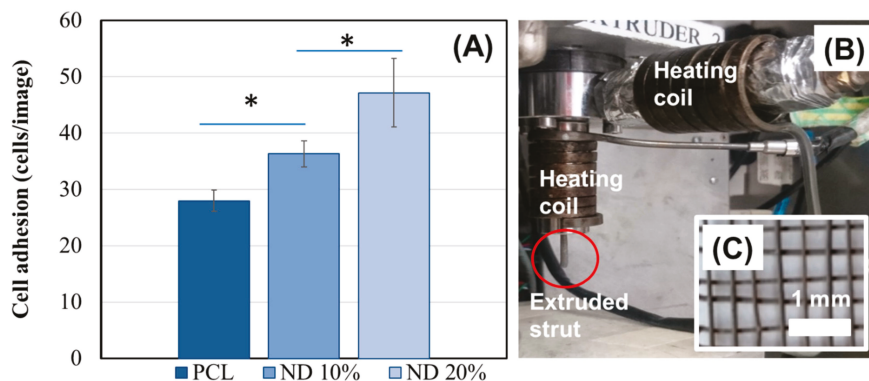 60
50
40
30
20
10
0
Cell adhesion (cells/image)
*
*
(A)
PCL
ND 10%
ND 20%
EXTRUDER 2
(B)
Heating
coil
Heating
coil
Extruded
strut
(C)
1 mm